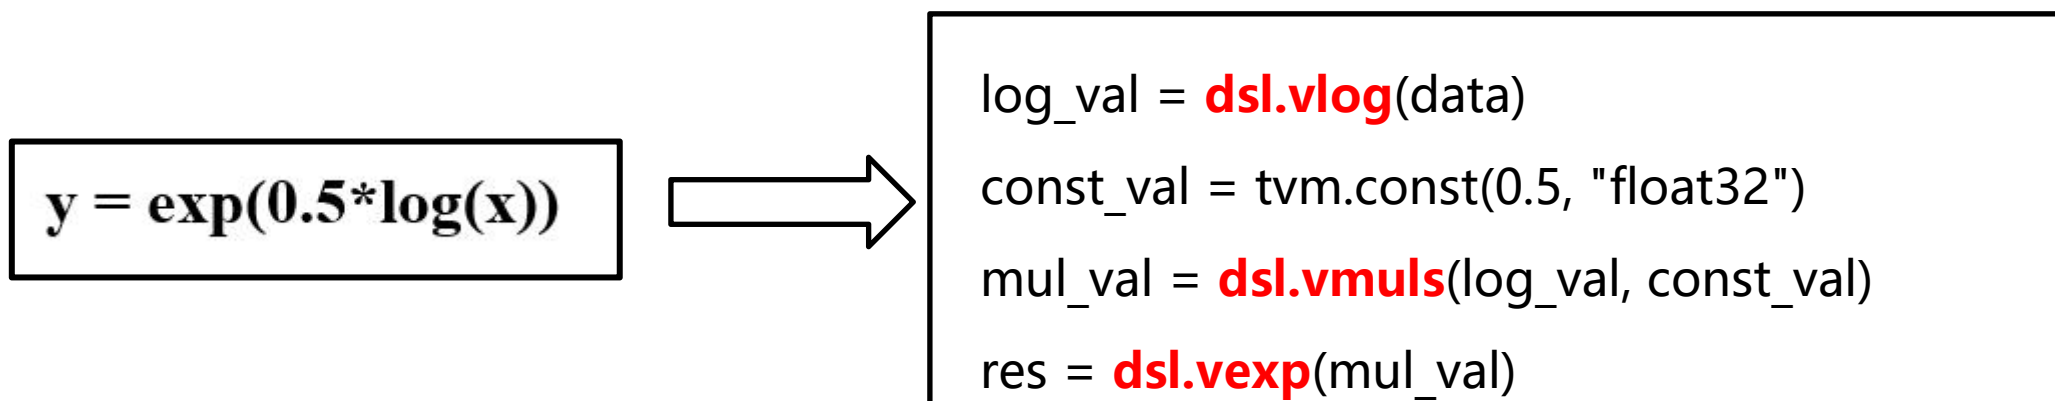 y = exp(0.5*log(x))
log_val = dsl.vlog(data)
const_val = tvm.const(0.5, "float32")
mul_val = dsl.vmuls(log_val, const_val)
res = dsl.vexp(mul_val)